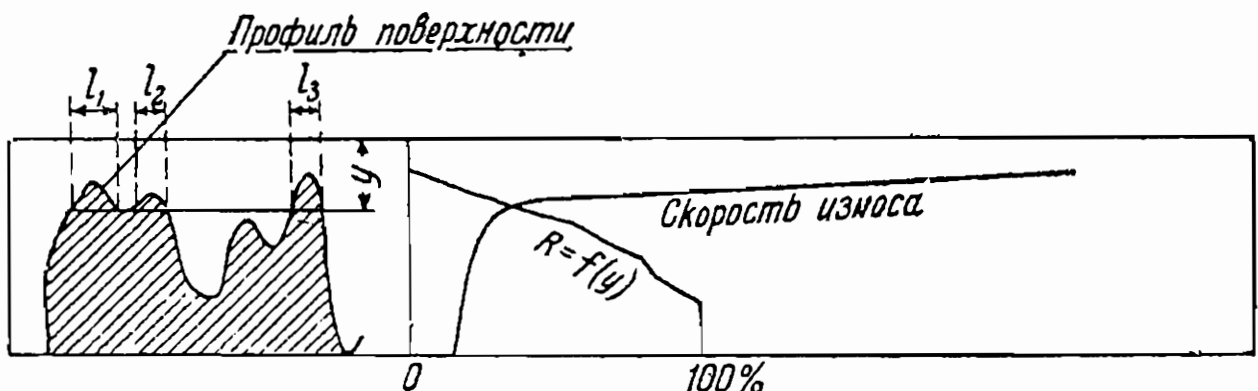 Профиль поверхности
l₁ l₂ l₃
y
Скорость износа
R=f(y)
0 100%